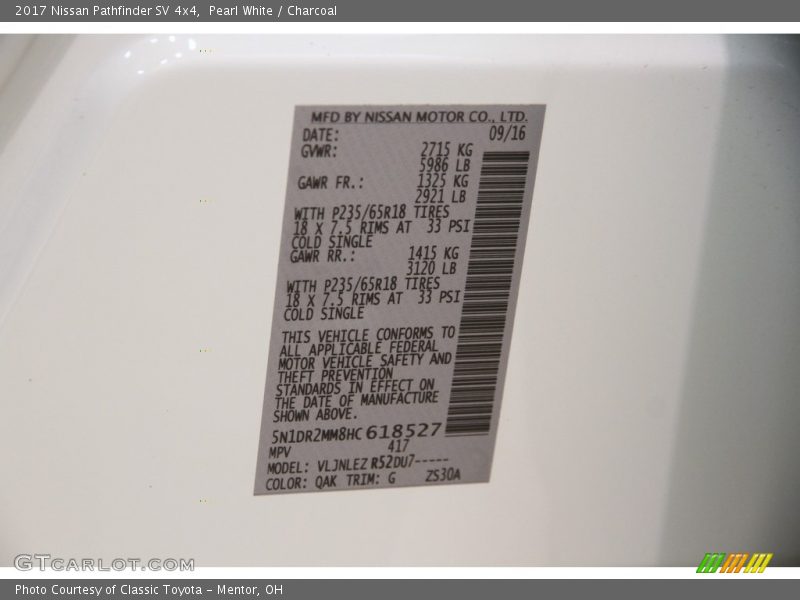 2017 Nissan Pathfinder SV 4x4, Pearl White / Charcoal
MFD BY NISSAN MOTOR CO., LTD.
DATE: 09/16
GVWR: 2715 KG
5986 LB
GAWR FR.: 1325 KG
2921 LB
WITH P235/65R18 TIRES
18 X 7.5 RIMS AT 33 PSI
COLD SINGLE
GAWR RR.: 1415 KG
3120 LB
WITH P235/65R18 TIRES
18 X 7.5 RIMS AT 33 PSI
COLD SINGLE
THIS VEHICLE CONFORMS TO
ALL APPLICABLE FEDERAL
MOTOR VEHICLE SAFETY AND
THEFT PREVENTION
STANDARDS IN EFFECT ON
THE DATE OF MANUFACTURE
SHOWN ABOVE.
5N1DR2MM8HC618527
MPV 417
MODEL: VLJNLEZ R52DU7-----
COLOR: QAK TRIM: G ZS30A
GTCARLOT.COM
Photo Courtesy of Classic Toyota - Mentor, OH